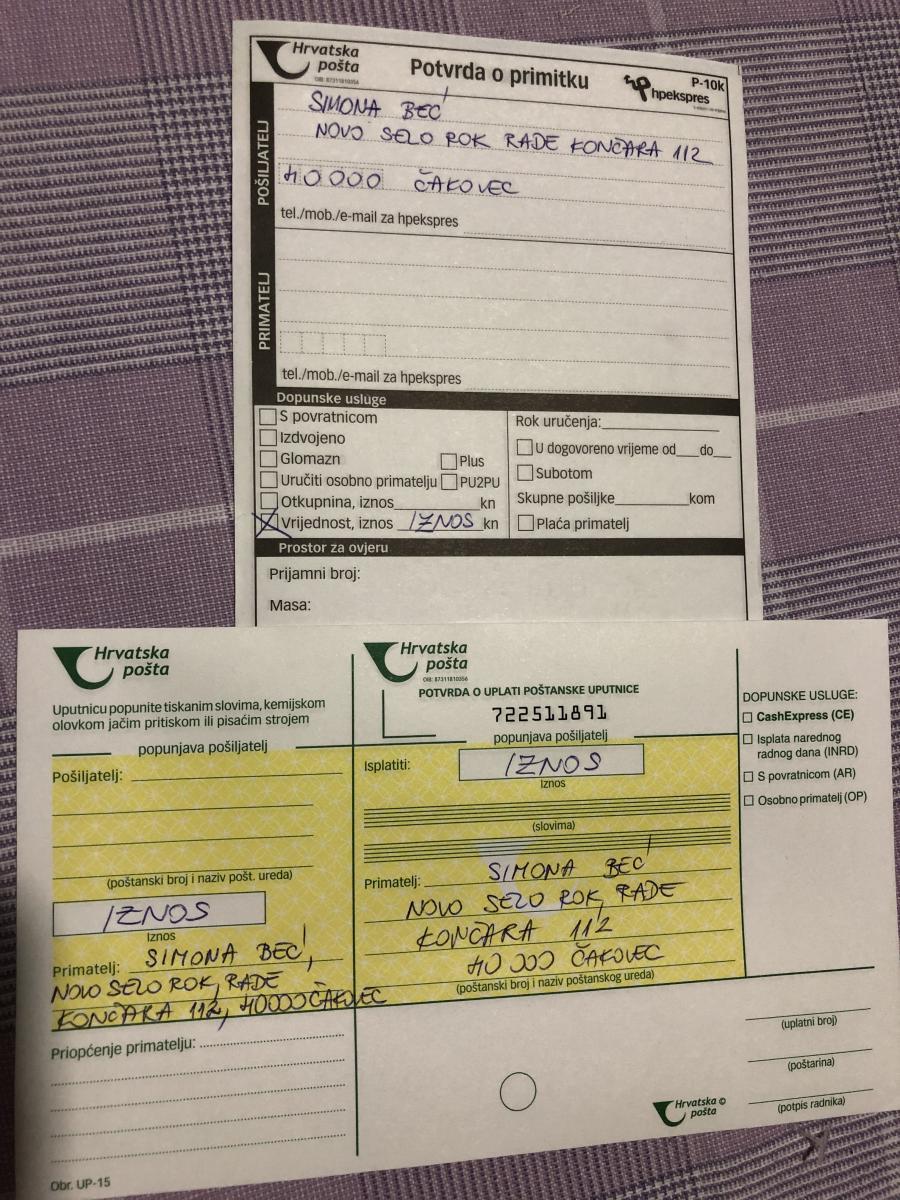 Hrvatska
pošta
OIB: 87311810356
Potvrda o primitku
hpekspres
P-10k
POŠILJATELJ
SIMONA BEĆ
NOVO SELO ROK RADE KONČARA 112
40000 ČAKOVEC
tel./mob./e-mail za hpekspres
PRIMATELJ
tel./mob./e-mail za hpekspres
Dopunske usluge
S povratnicom
Izdvojeno
Glomazn
Plus
Uručiti osobno primatelju
PU2PU
Otkupnina, iznos kn
Vrijednost, iznos IZNOS kn
Rok uručenja:
U dogovoreno vrijeme od do
Subotom
Skupne pošiljke kom
Plaća primatelj
Prostor za ovjeru
Prijamni broj:
Masa:
Hrvatska
pošta
Uputnicu popunite tiskanim slovima, kemijskom
olovkom jačim pritiskom ili pisaćim strojem
popunjava pošiljatelj
Pošiljatelj:
(poštanski broj i naziv pošt. ureda)
IZNOS
Iznos
Primatelj: SIMONA BEĆ,
NOVO SELO ROK, RADE
KONČARA 112, 40000 ČAKOVEC
Priopćenje primatelju:
Obr. UP-15
Hrvatska
pošta
OIB: 87311810356
POTVRDA O UPLATI POŠTANSKE UPUTNICE
722511891
popunjava pošiljatelj
Isplatiti: IZNOS
Iznos
(slovima)
Primatelj: SIMONA BEĆ
NOVO SELO ROK, RADE
KONČARA 112
40 000 ČAKOVEC
(poštanski broj i naziv poštanskog ureda)
DOPUNSKE USLUGE:
CashExpress (CE)
Isplata narednog
radnog dana (INRD)
S povratnicom (AR)
Osobno primatelj (OP)
(uplatni broj)
(poštarina)
(potpis radnika)
Hrvatska ©
pošta